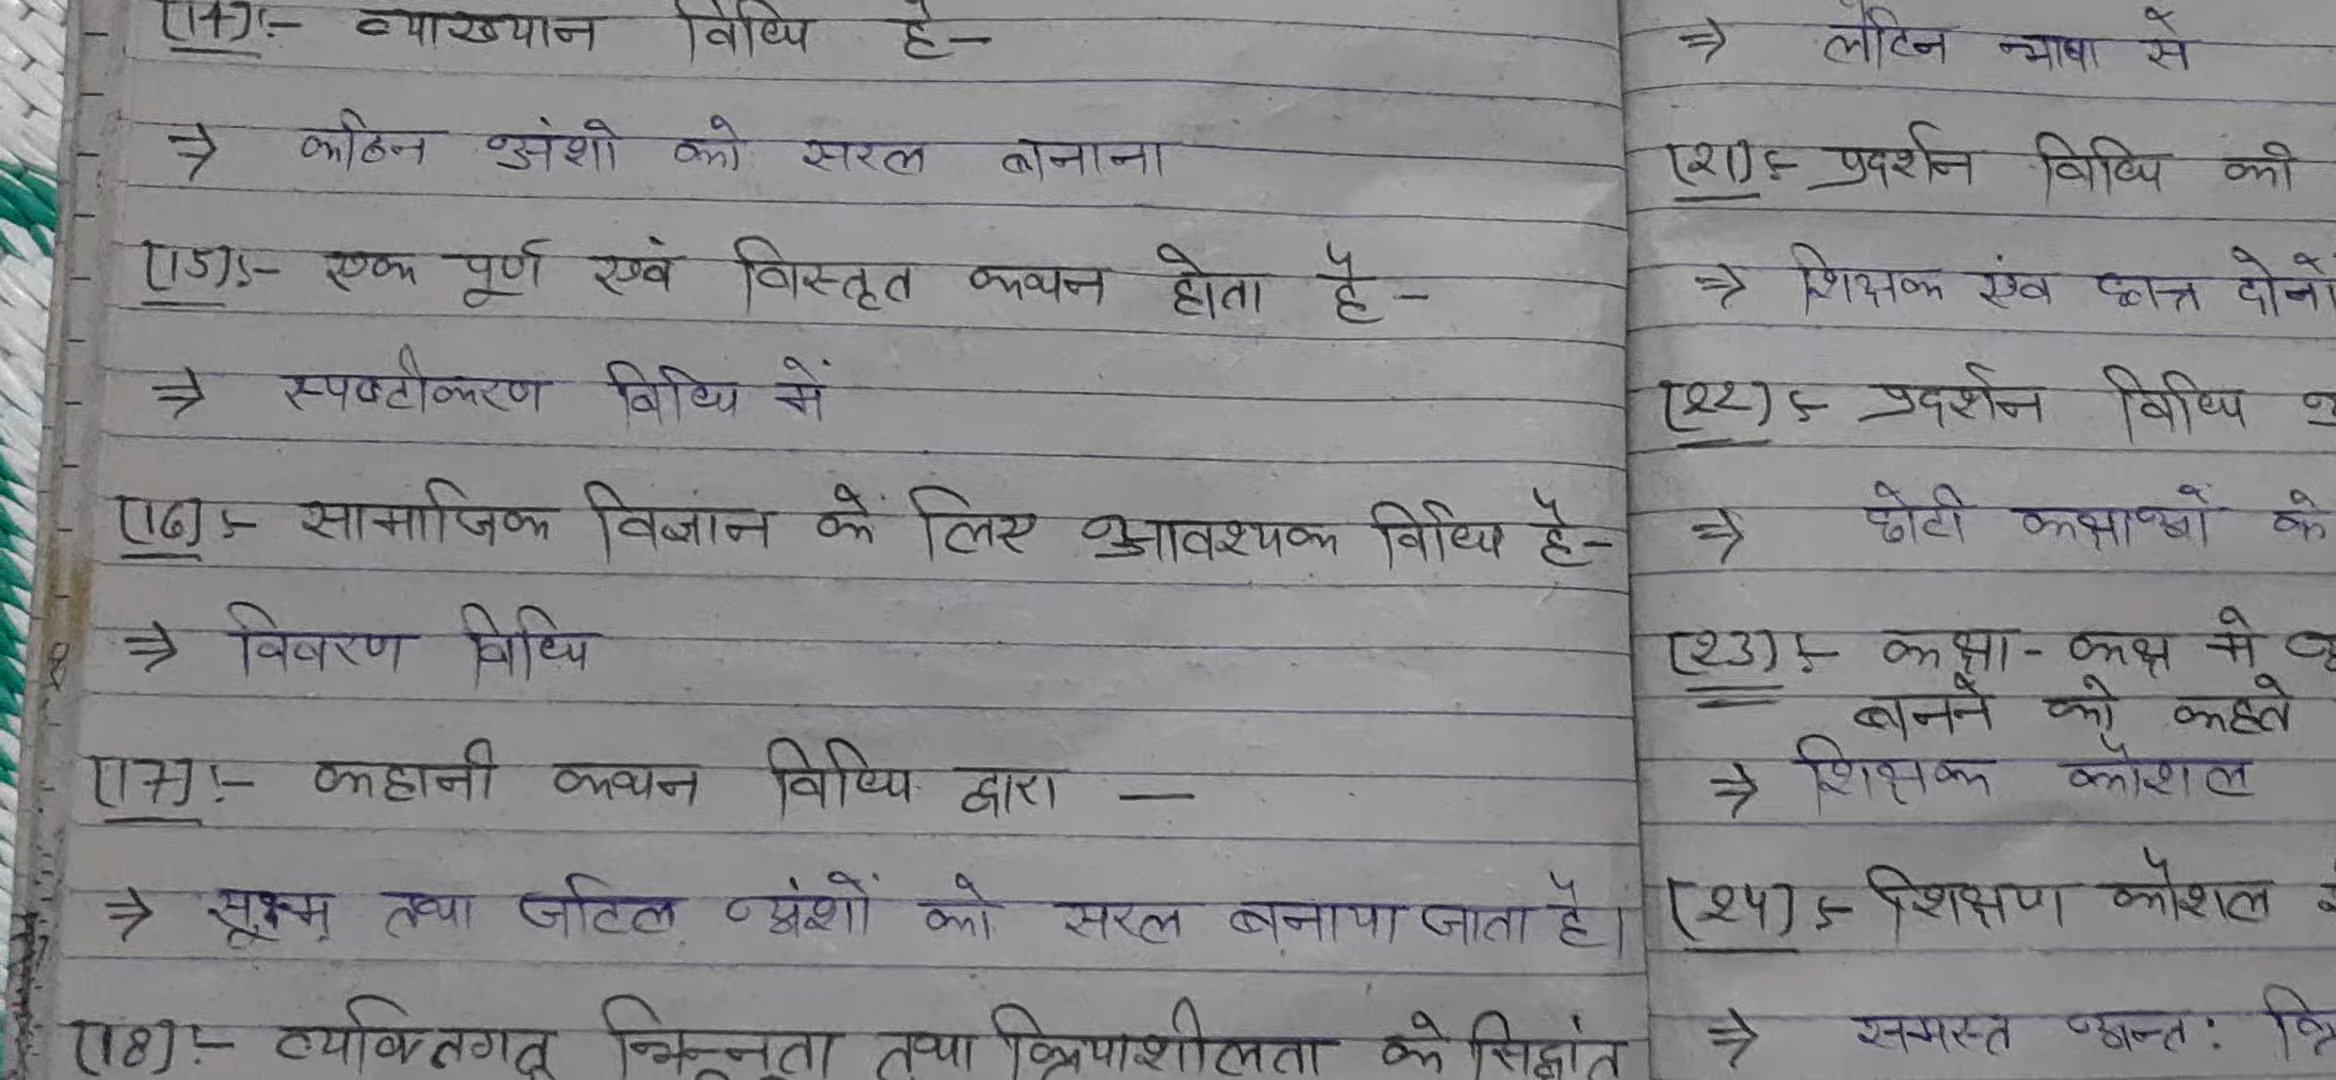 (14):- व्याख्यान विधि है-
⇒ कठिन अंशो को सरल बनाना
(15):- एक पूर्ण एवं विस्तृत कथन होता है -
⇒ स्पष्टीकरण विधि में
(16):- सामाजिक विज्ञान के लिए आवश्यक विधि है-
⇒ विवरण विधि
(17):- कहानी कथन विधि द्वारा —
⇒ सूक्ष्म तथा जटिल अंशों को सरल बनाया जाता है।
(18):- व्यक्तिगत भिन्नता तथा क्रियाशीलता के सिद्धांत
⇒ लैटिन भाषा से
(21):- प्रदर्शन विधि को
⇒ शिक्षक एंव छात्र दोनों
(22):- प्रदर्शन विधि
⇒ छोटी कक्षाओं के
(23):- कक्षा - कक्ष मे
बनने को कहते
⇒ शिक्षक कौशल
(24):- शिक्षण कौशल
⇒ समस्त अन्त: